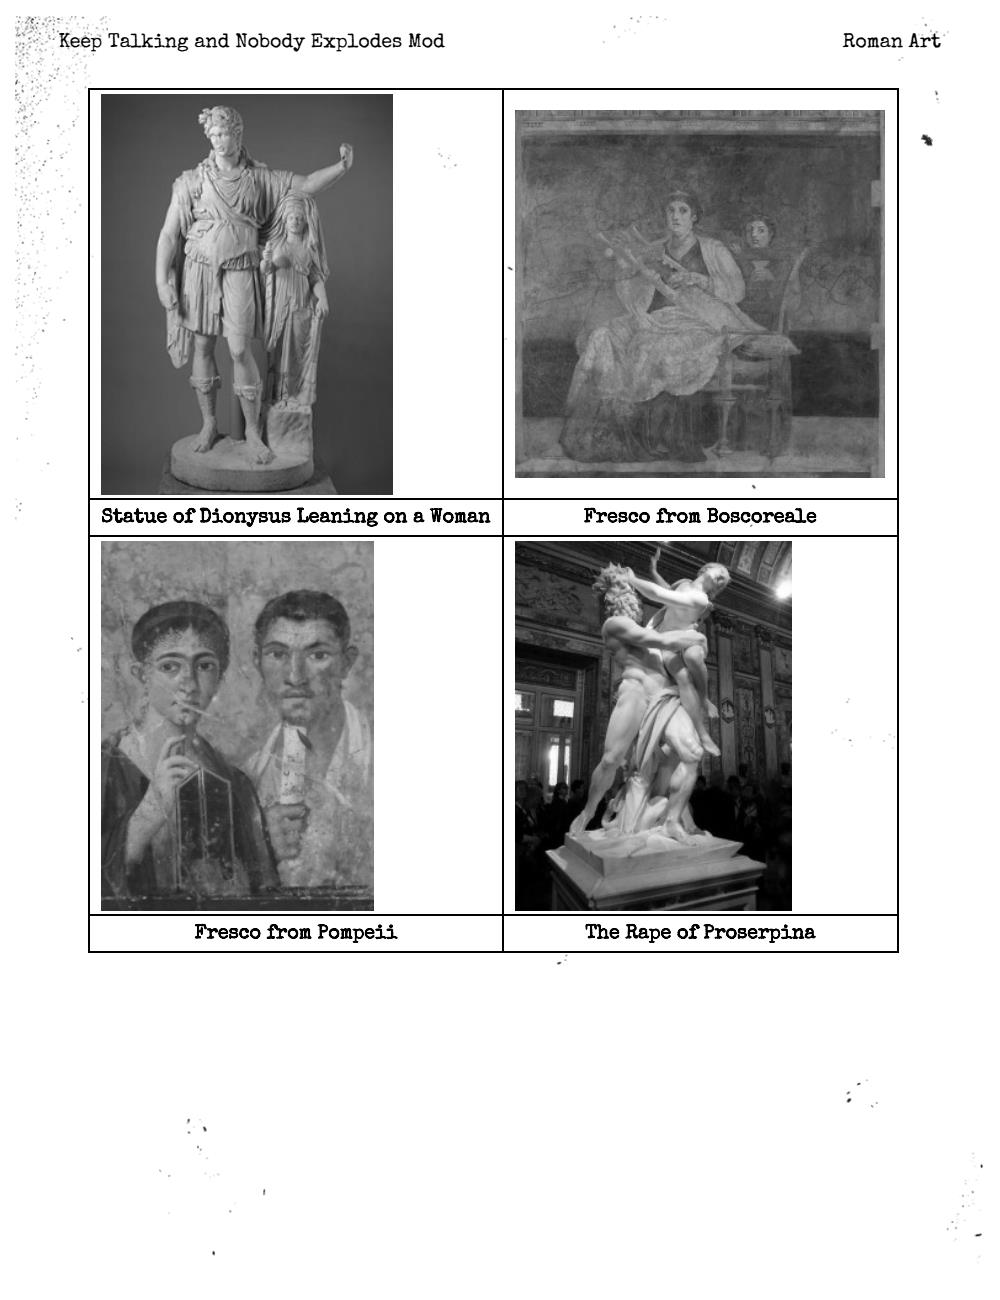 Keep Talking and Nobody Explodes Mod
Roman Art
Statue of Dionysus Leaning on a Woman
Fresco from Boscoreale
Fresco from Pompeii
The Rape of Proserpina